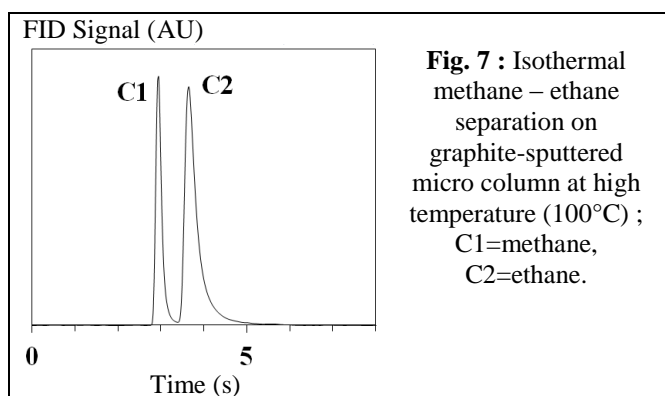 FID Signal (AU)
C1
C2
0
5
Time (s)
Fig. 7 : Isothermal
methane – ethane
separation on
graphite-sputtered
micro column at high
temperature (100°C) ;
C1=methane,
C2=ethane.